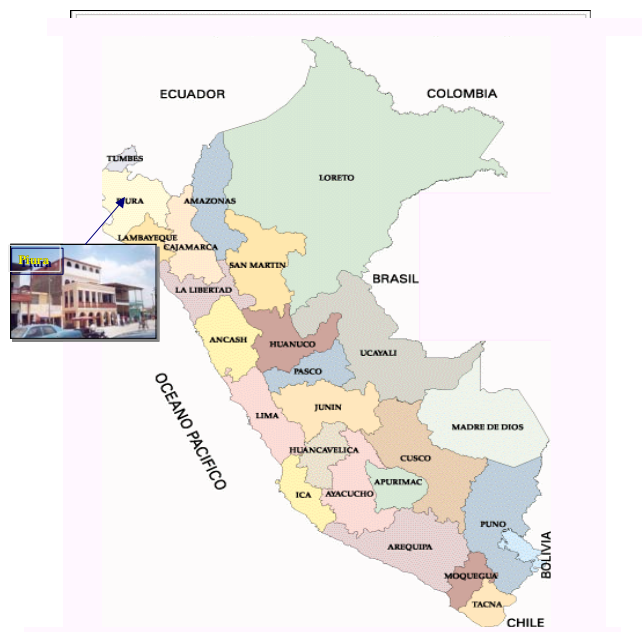 ECUADOR
COLOMBIA
TUMBES
LORETO
PIURA
AMAZONAS
LAMBAYEQUE
CAJAMARCA
Piura
SAN MARTIN
BRASIL
LA LIBERTAD
ANCASH
HUANUCO
UCAYALI
PASCO
OCEANO PACIFICO
JUNIN
LIMA
MADRE DE DIOS
HUANCAVELICA
CUSCO
APURIMAC
ICA
AYACUCHO
PUNO
AREQUIPA
BOLIVIA
MOQUEGUA
TACNA
CHILE